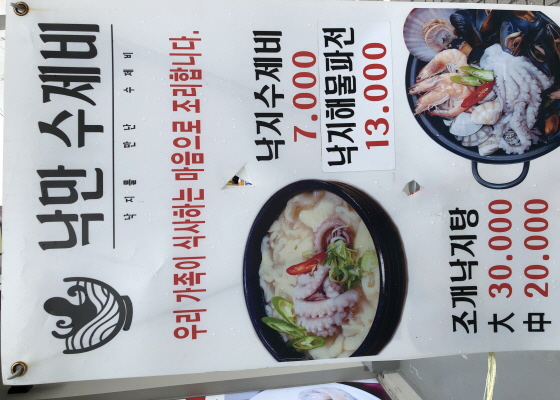 낙만 수제비
낙지를 만난 수제비
우리 가족이 식사하는 마음으로 조리합니다.
낙지수제비
7.000
낙지해물파전
13.000
조개낙지탕
大 30.000
中 20.000